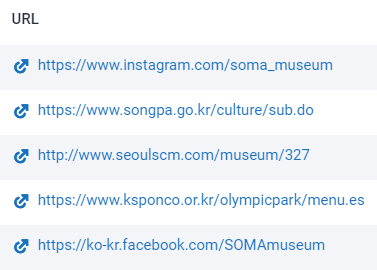 URL
https://www.instagram.com/soma_museum
https://www.songpa.go.kr/culture/sub.do
http://www.seoulscm.com/museum/327
https://www.ksponco.or.kr/olympicpark/menu.es
https://ko-kr.facebook.com/SOMAmuseum